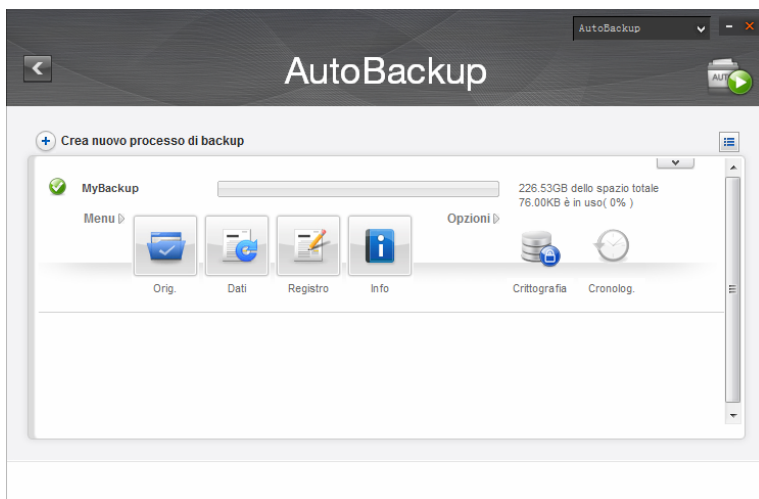 AutoBackup
AutoBackup
Crea nuovo processo di backup
MyBackup
226.53GB dello spazio totale
76.00KB è in uso( 0% )
Menu
Opzioni
Orig.
Dati
Registro
Info
Crittografia
Cronolog.